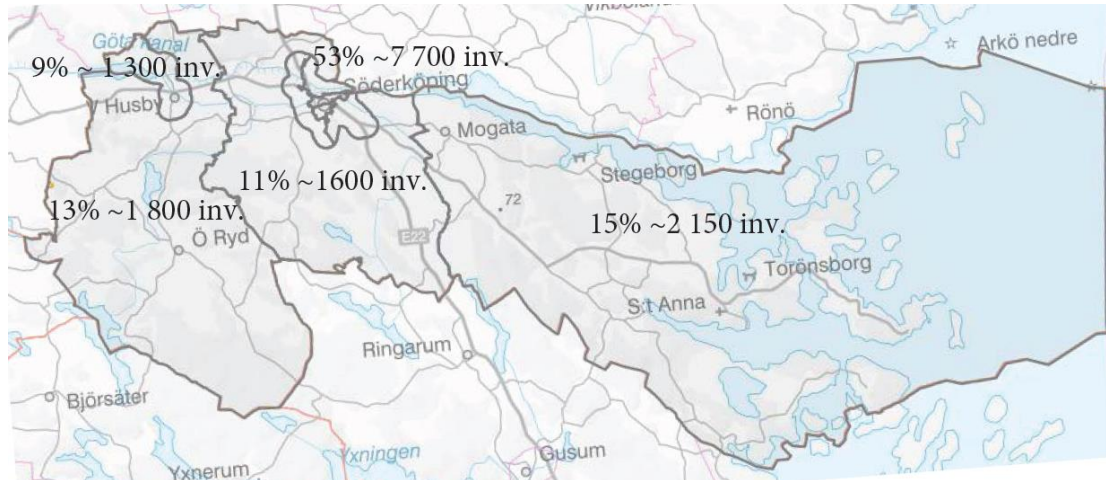 Vikbolandet
Göta kanal
53% ~7 700 inv.
Arkö nedre
9% ~ 1 300 inv.
Söderköping
V Husby
Rönö
Mogata
Stegeborg
11% ~1600 inv.
72
13% ~1 800 inv.
15% ~2 150 inv.
Ö Ryd
E22
Torönsborg
S:t Anna
Ringarum
Björsäter
Gusum
Yxningen
Yxnerum